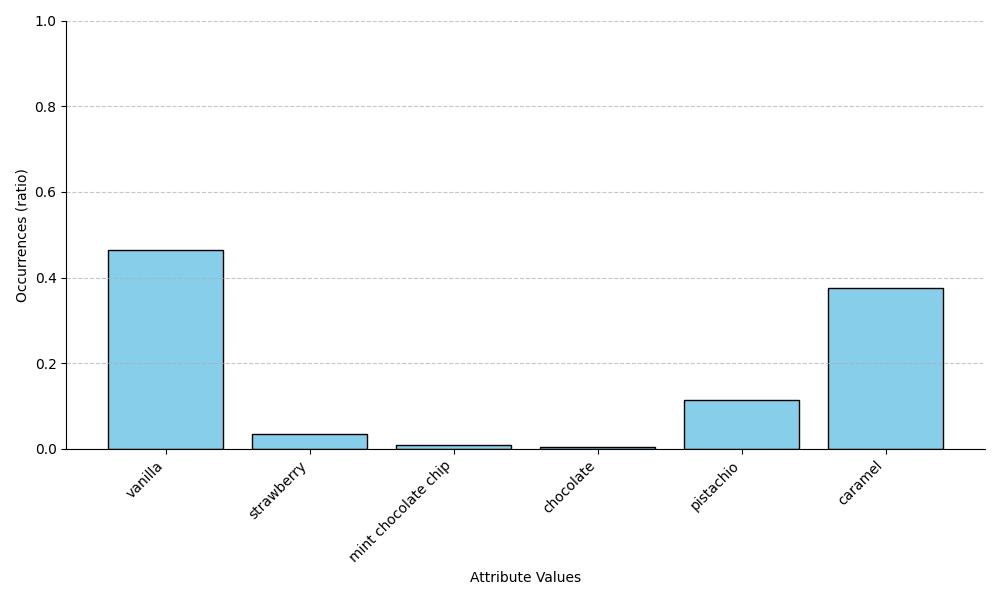 1.0
0.8
0.6
0.4
0.2
0.0
Occurrences (ratio)
vanilla
strawberry
mint chocolate chip
chocolate
pistachio
caramel
Attribute Values